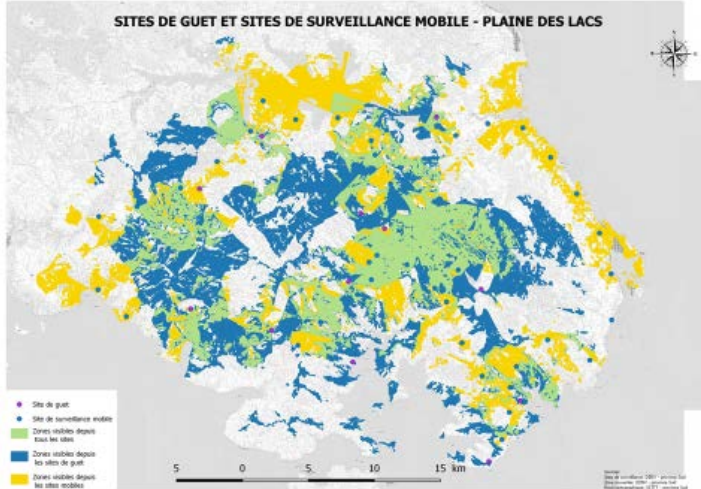 SITES DE GUET ET SITES DE SURVEILLANCE MOBILE - PLAINE DES LACS
Site de guet
Site de surveillance mobile
Zones visibles depuis
tous les sites
Zones visibles depuis
les sites de guet
Zones visibles depuis
les sites mobiles
5 0 5 10 15 km